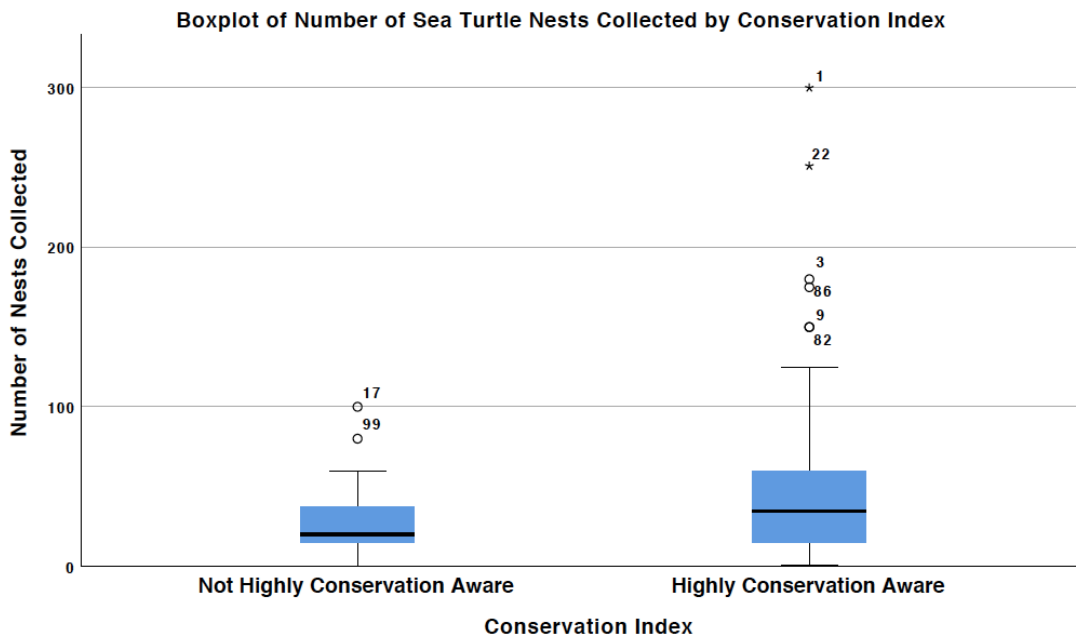 Boxplot of Number of Sea Turtle Nests Collected by Conservation Index
Number of Nests Collected
300
200
100
0
1
22
3
86
9
82
17
99
Not Highly Conservation Aware
Highly Conservation Aware
Conservation Index